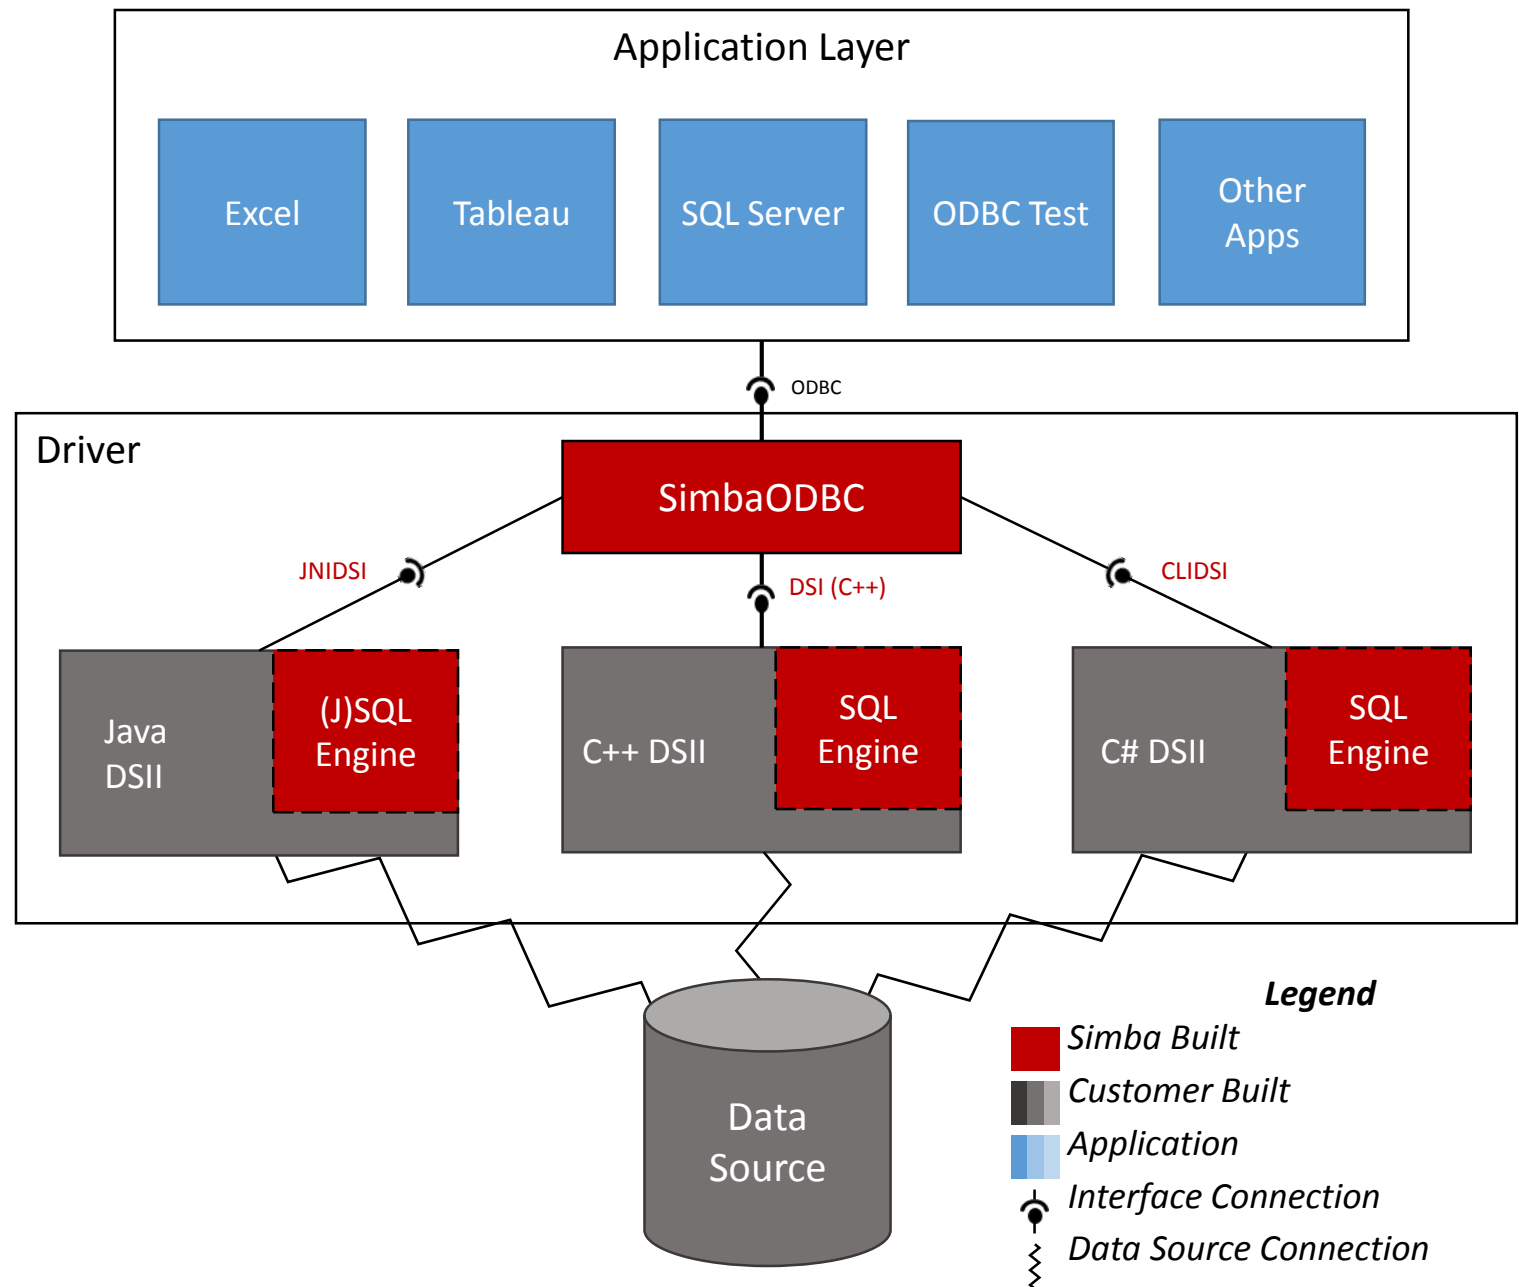 Application Layer
Excel
Tableau
SQL Server
ODBC Test
Other
Apps
ODBC
Driver
SimbaODBC
JNIDSI
DSI (C++)
CLIDSI
Java
DSII
(J)SQL
Engine
C++ DSII
SQL
Engine
C# DSII
SQL
Engine
Data
Source
Legend
Simba Built
Customer Built
Application
Interface Connection
Data Source Connection